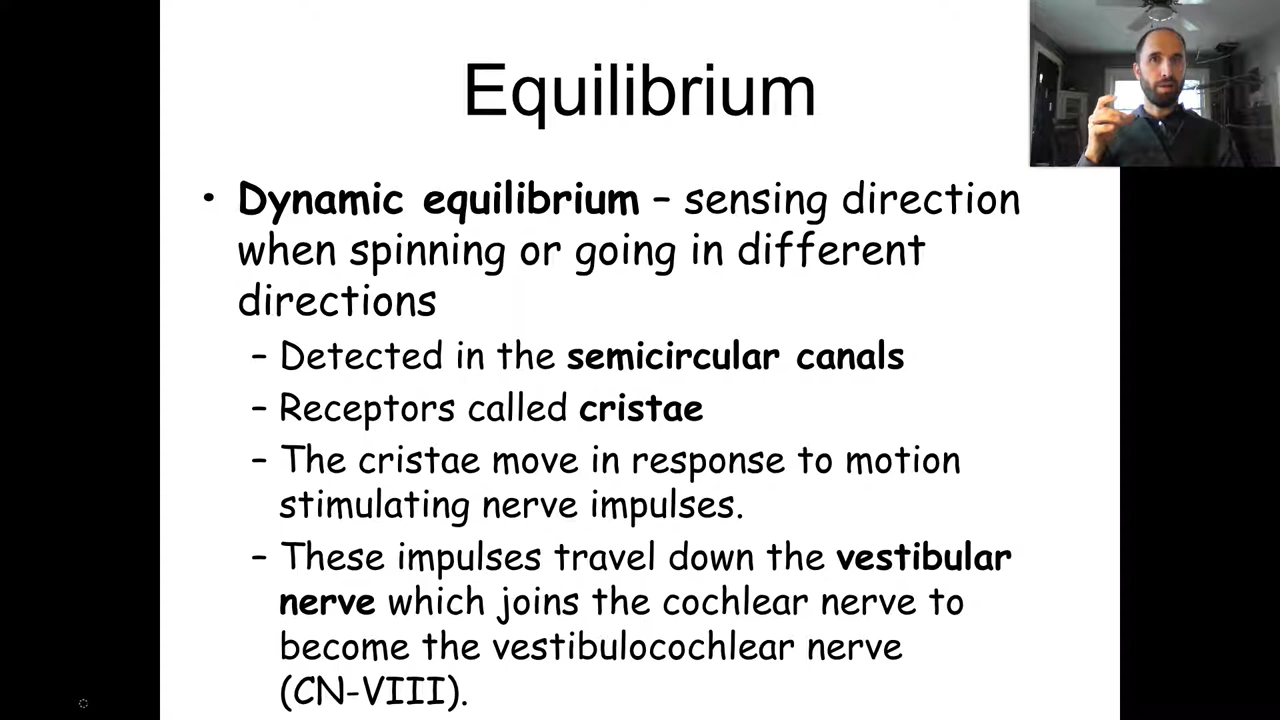 Equilibrium
• Dynamic equilibrium – sensing direction
when spinning or going in different
directions
– Detected in the semicircular canals
– Receptors called cristae
– The cristae move in response to motion
stimulating nerve impulses.
– These impulses travel down the vestibular
nerve which joins the cochlear nerve to
become the vestibulocochlear nerve
(CN-VIII).